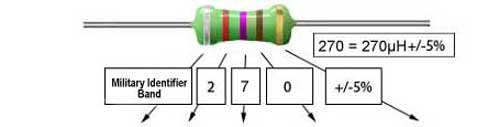 270 = 270µH+/-5%
Military Identifier
Band
2
7
0
+/-5%